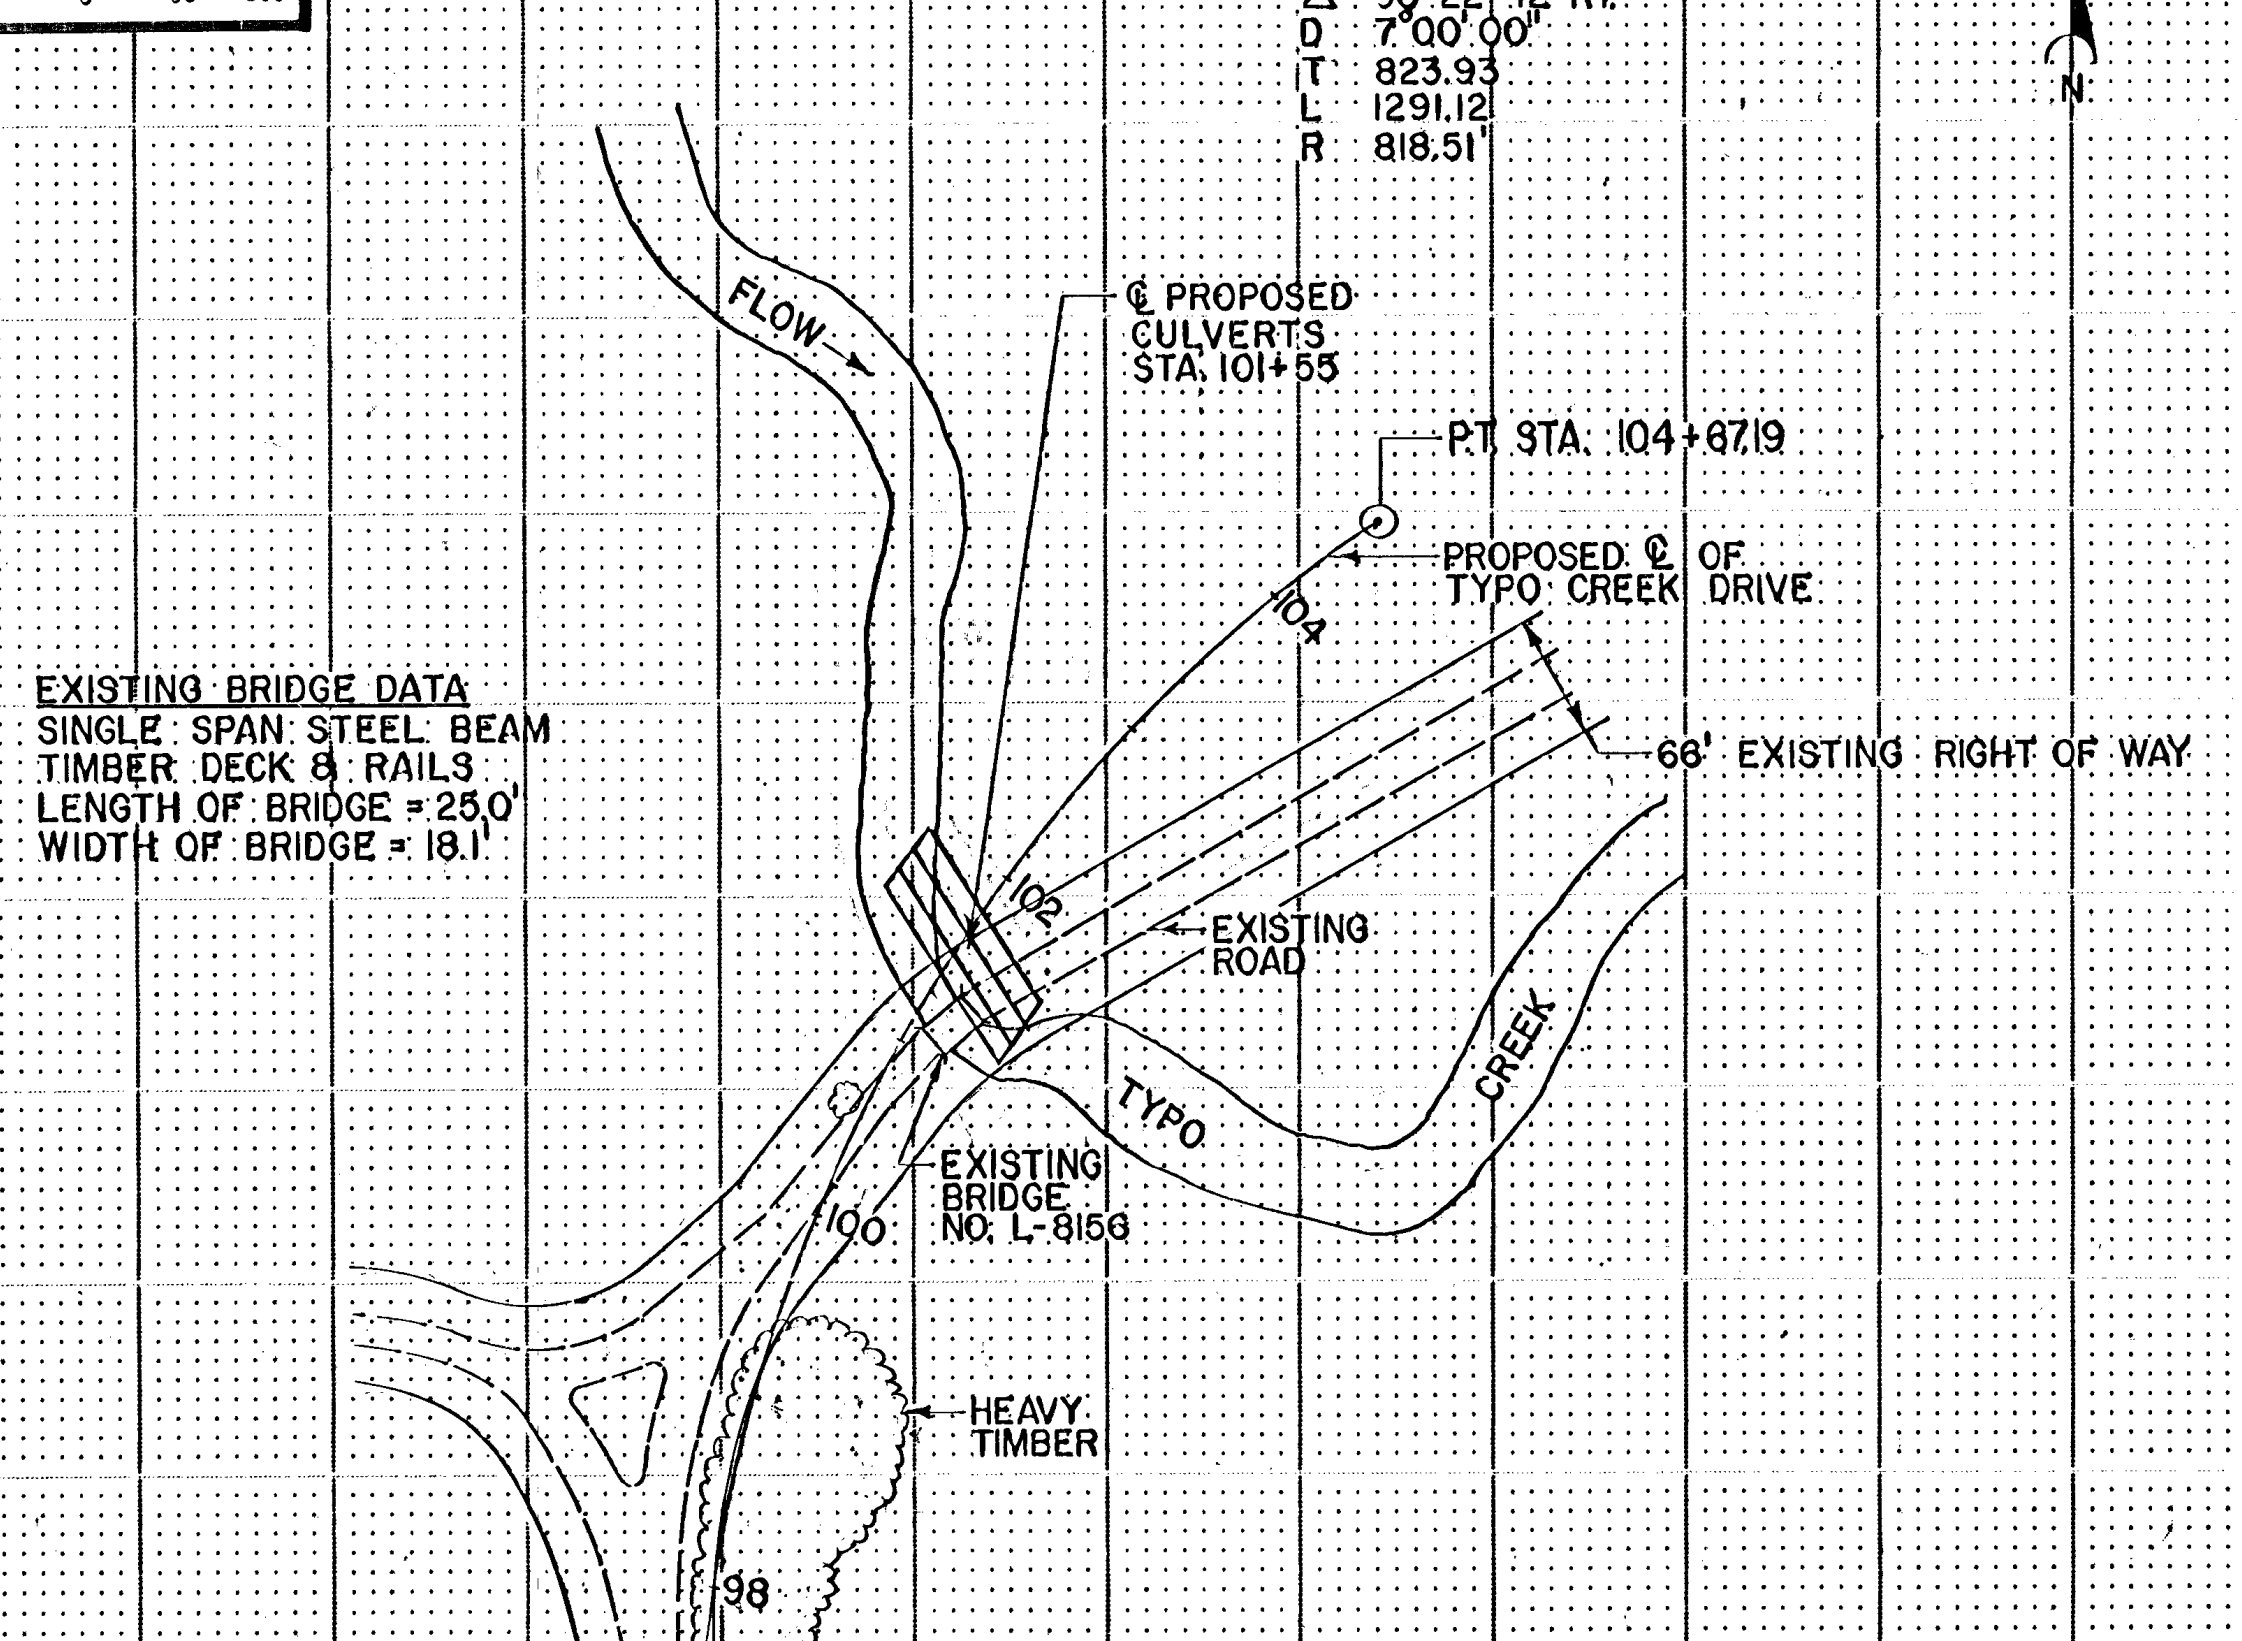 D 7°00'00"
T 823.93
L 1291.12
R 818.51'
N
FLOW
℄ PROPOSED
CULVERTS
STA. 101+55
P.T. STA. 104+67.19
PROPOSED ℄ OF
TYPO CREEK DRIVE
104
EXISTING BRIDGE DATA
SINGLE SPAN STEEL BEAM
TIMBER DECK & RAILS
LENGTH OF BRIDGE = 25.0'
WIDTH OF BRIDGE = 18.1'
66' EXISTING RIGHT OF WAY
102
EXISTING
ROAD
TYPO
CREEK
EXISTING
BRIDGE
NO. L-8156
100
HEAVY
TIMBER
98